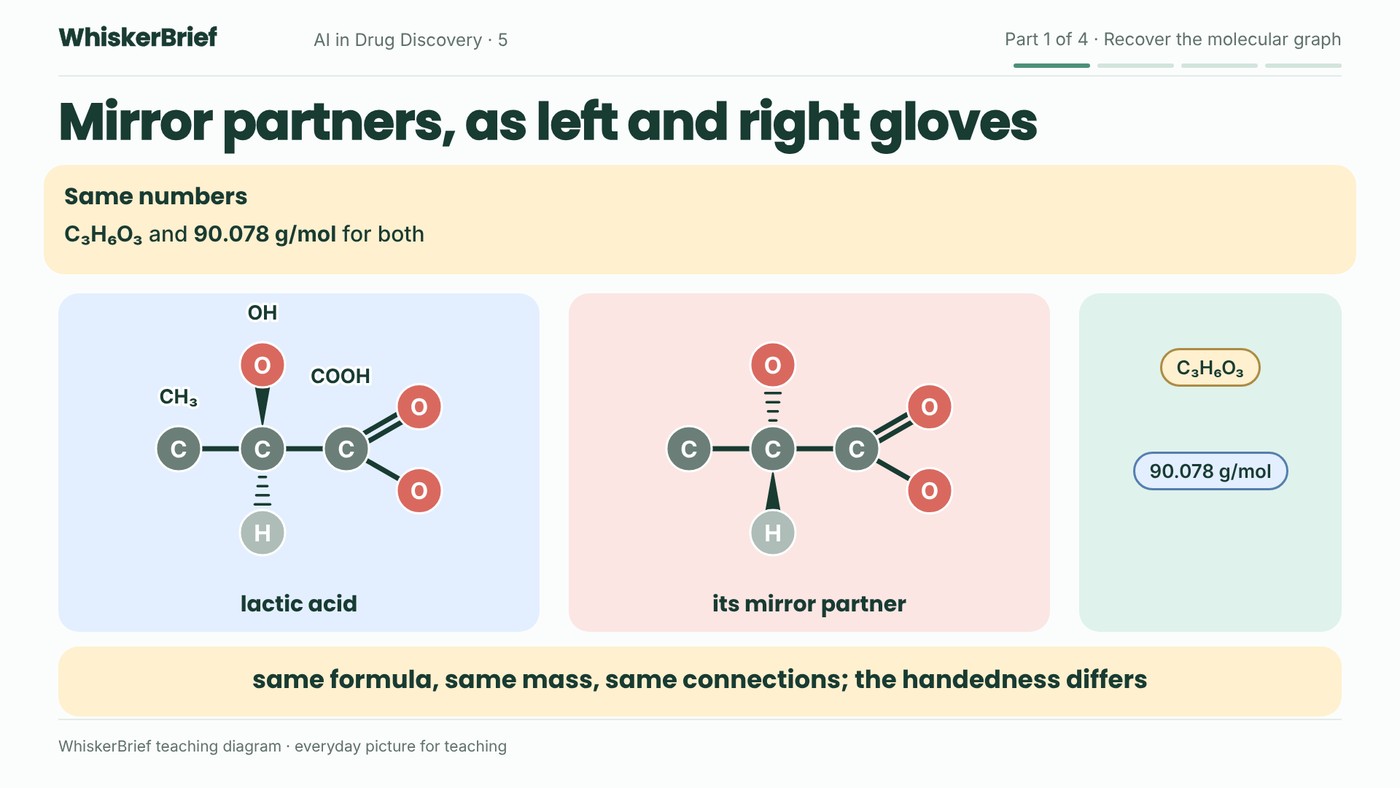 WhiskerBrief
AI in Drug Discovery · 5
Part 1 of 4 · Recover the molecular graph
Mirror partners, as left and right gloves
Same numbers
C₃H₆O₃ and 90.078 g/mol for both
OH
O
COOH
CH₃
O
C
C
C
O
H
lactic acid
O
O
C
C
C
O
H
its mirror partner
C₃H₆O₃
90.078 g/mol
same formula, same mass, same connections; the handedness differs
WhiskerBrief teaching diagram · everyday picture for teaching